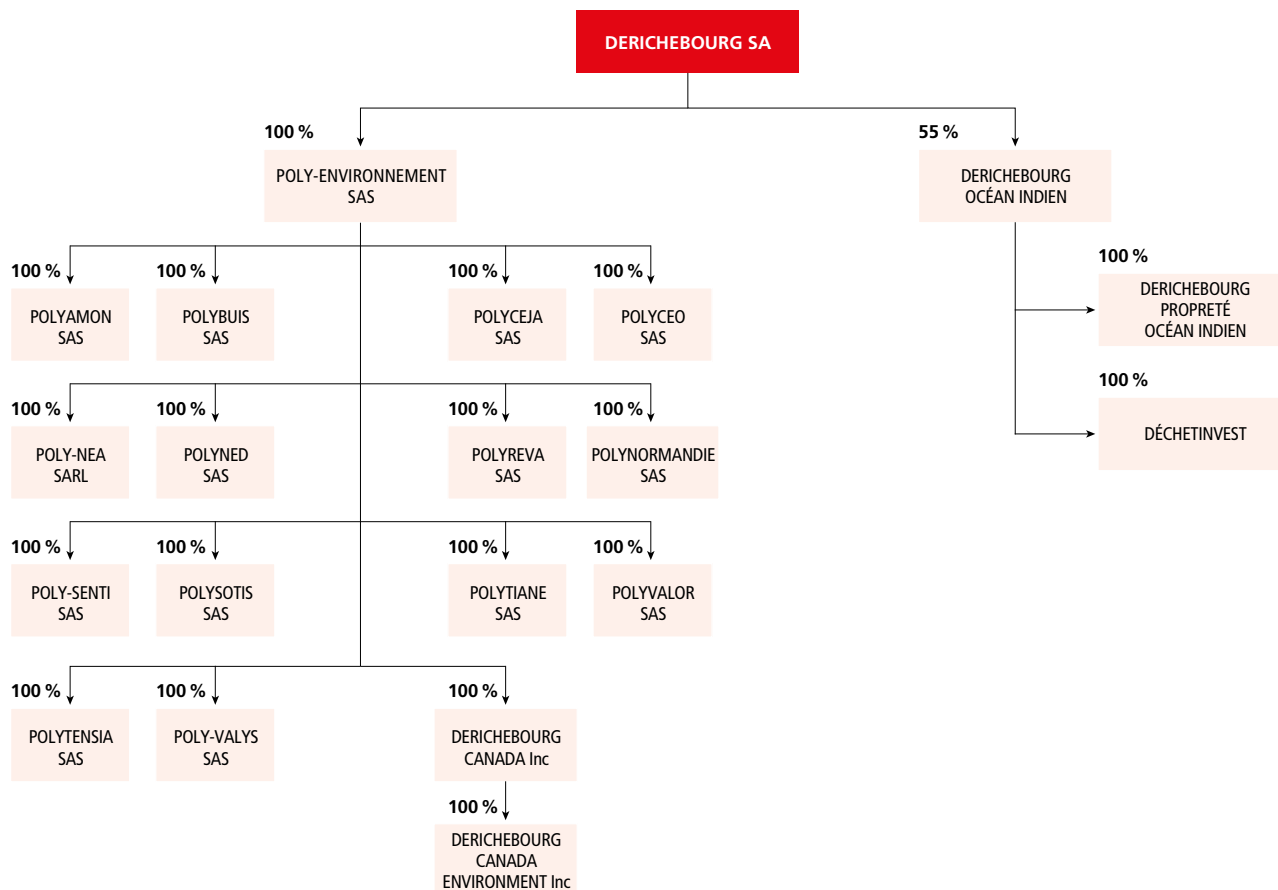 DERICHEBOURG SA
100 %
POLY-ENVIRONNEMENT
SAS
55 %
DERICHEBOURG
OCÉAN INDIEN
100 %
DERICHEBOURG
PROPRETÉ
OCÉAN INDIEN
100 %
DÉCHETINVEST
100 %
POLYAMON
SAS
100 %
POLYBUIS
SAS
100 %
POLYCEJA
SAS
100 %
POLYCEO
SAS
100 %
POLY-NEA
SARL
100 %
POLYNED
SAS
100 %
POLYREVA
SAS
100 %
POLYNORMANDIE
SAS
100 %
POLY-SENTI
SAS
100 %
POLYSOTIS
SAS
100 %
POLYTIANE
SAS
100 %
POLYVALOR
SAS
100 %
POLYTENSIA
SAS
100 %
POLY-VALYS
SAS
100 %
DERICHEBOURG
CANADA Inc
100 %
DERICHEBOURG
CANADA
ENVIRONMENT Inc